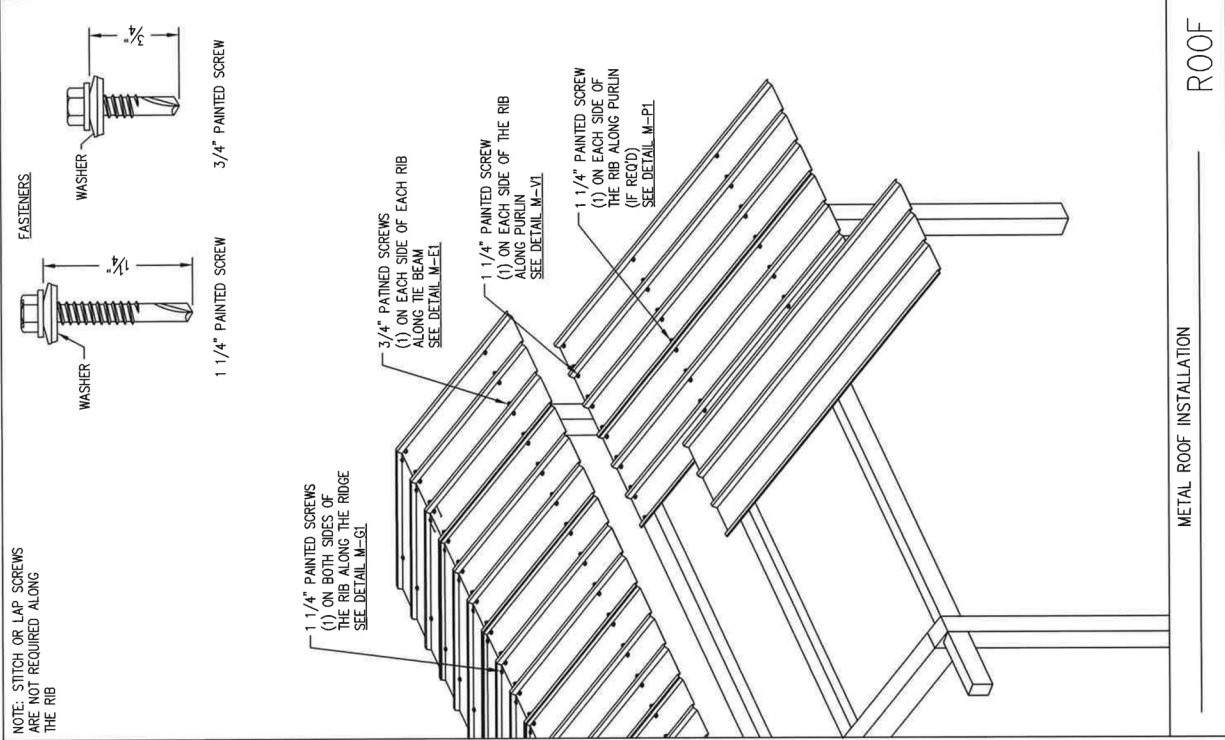 NOTE: STITCH OR LAP SCREWS
ARE NOT REQUIRED ALONG
THE RIB
FASTENERS
WASHER
1 1/4"
1 1/4" PAINTED SCREW
WASHER
3/4"
3/4" PAINTED SCREW
1 1/4" PAINTED SCREWS
(1) ON BOTH SIDES OF
THE RIB ALONG THE RIDGE
SEE DETAIL M-G1
3/4" PATNED SCREWS
(1) ON EACH SIDE OF EACH RIB
ALONG TIE BEAM
SEE DETAIL M-E1
1 1/4" PAINTED SCREW
(1) ON EACH SIDE OF THE RIB
ALONG PURLIN
SEE DETAIL M-V1
1 1/4" PAINTED SCREW
(1) ON EACH SIDE OF
THE RIB ALONG PURLIN
(IF REQ'D)
SEE DETAIL M-P1
METAL ROOF INSTALLATION
ROOF